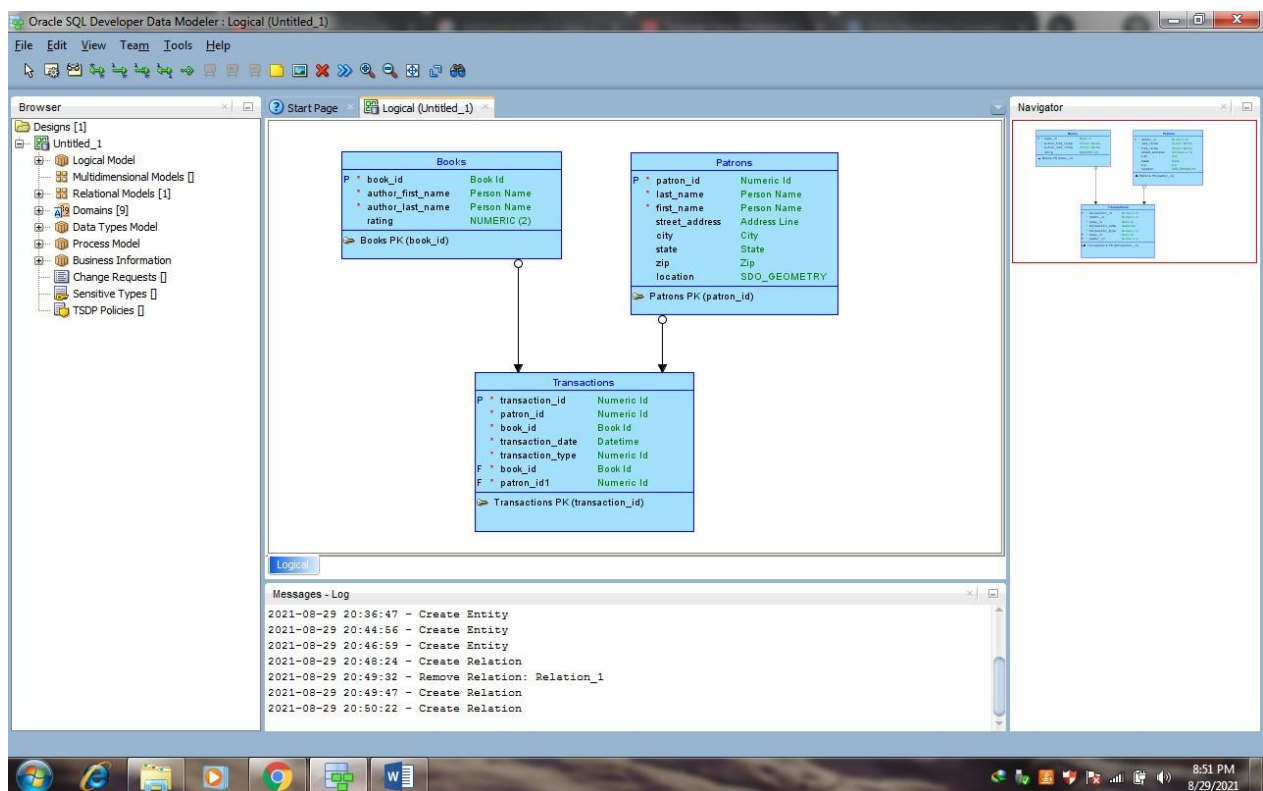 Oracle SQL Developer Data Modeler : Logical (Untitled_1)
File Edit View Team Tools Help
Browser
Designs [1]
Untitled_1
Logical Model
Multidimensional Models []
Relational Models [1]
Domains [9]
Data Types Model
Process Model
Business Information
Change Requests []
Sensitive Types []
TSDP Policies []
Start Page
Logical (Untitled_1)
Books
P * book_id Book Id
* author_first_name Person Name
* author_last_name Person Name
rating NUMERIC (2)
Books PK (book_id)
Patrons
P * patron_id Numeric Id
* last_name Person Name
* first_name Person Name
street_address Address Line
city City
state State
zip Zip
location SDO_GEOMETRY
Patrons PK (patron_id)
Transactions
P * transaction_id Numeric Id
* patron_id Numeric Id
* book_id Book Id
* transaction_date Datetime
* transaction_type Numeric Id
F * book_id Book Id
F * patron_id1 Numeric Id
Transactions PK (transaction_id)
Logical
Messages - Log
2021-08-29 20:36:47 - Create Entity
2021-08-29 20:44:56 - Create Entity
2021-08-29 20:46:59 - Create Entity
2021-08-29 20:48:24 - Create Relation
2021-08-29 20:49:32 - Remove Relation: Relation_1
2021-08-29 20:49:47 - Create Relation
2021-08-29 20:50:22 - Create Relation
Navigator
Books
Patrons
Transactions
8:51 PM
8/29/2021